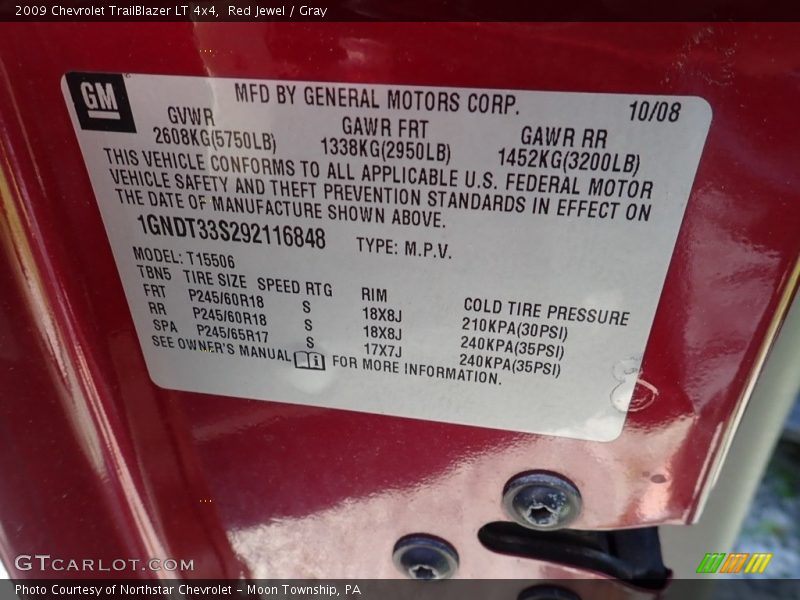 2009 Chevrolet TrailBlazer LT 4x4,  Red Jewel / Gray
GM
MFD BY GENERAL MOTORS CORP.
10/08
GVWR GAWR FRT GAWR RR
2608KG(5750LB) 1338KG(2950LB) 1452KG(3200LB)
THIS VEHICLE CONFORMS TO ALL APPLICABLE U.S. FEDERAL MOTOR
VEHICLE SAFETY AND THEFT PREVENTION STANDARDS IN EFFECT ON
THE DATE OF MANUFACTURE SHOWN ABOVE.
1GNDT33S292116848 TYPE: M.P.V.
MODEL: T15506
TBN5 TIRE SIZE SPEED RTG RIM COLD TIRE PRESSURE
FRT P245/60R18 S 18X8J 210KPA(30PSI)
RR P245/60R18 S 18X8J 240KPA(35PSI)
SPA P245/65R17 S 17X7J 240KPA(35PSI)
SEE OWNER'S MANUAL FOR MORE INFORMATION.
GTCARLOT.COM
Photo Courtesy of Northstar Chevrolet – Moon Township, PA